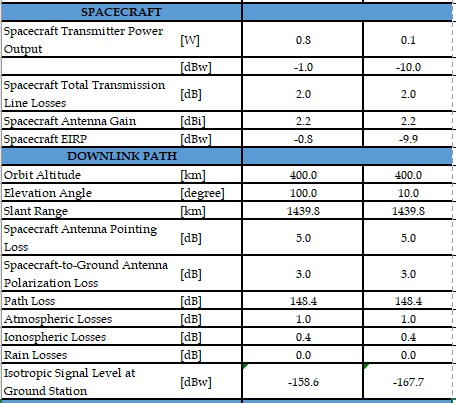 SPACECRAFT
Spacecraft Transmitter Power
Output [W] 0.8 0.1
[dBw] -1.0 -10.0
Spacecraft Total Transmission
Line Losses [dB] 2.0 2.0
Spacecraft Antenna Gain [dBi] 2.2 2.2
Spacecraft EIRP [dBw] -0.8 -9.9
DOWNLINK PATH
Orbit Altitude [km] 400.0 400.0
Elevation Angle [degree] 100.0 10.0
Slant Range [km] 1439.8 1439.8
Spacecraft Antenna Pointing
Loss [dB] 5.0 5.0
Spacecraft-to-Ground Antenna
Polarization Loss [dB] 3.0 3.0
Path Loss [dB] 148.4 148.4
Atmospheric Losses [dB] 1.0 1.0
Ionospheric Losses [dB] 0.4 0.4
Rain Losses [dB] 0.0 0.0
Isotropic Signal Level at
Ground Station [dBw] -158.6 -167.7